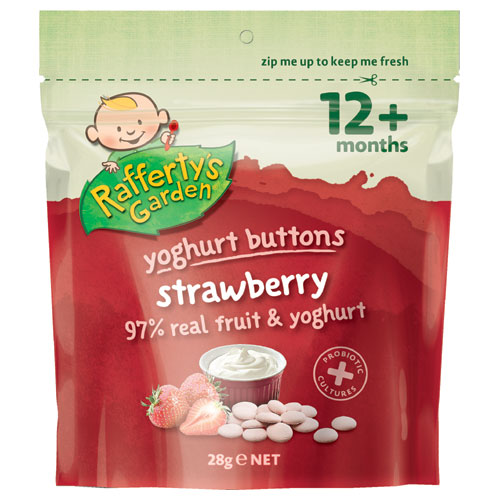 zip me up to keep me fresh
12+
months
Rafferty's
Garden
yoghurt buttons
strawberry
97% real fruit & yoghurt
PROBIOTIC
CULTURES
28g e NET